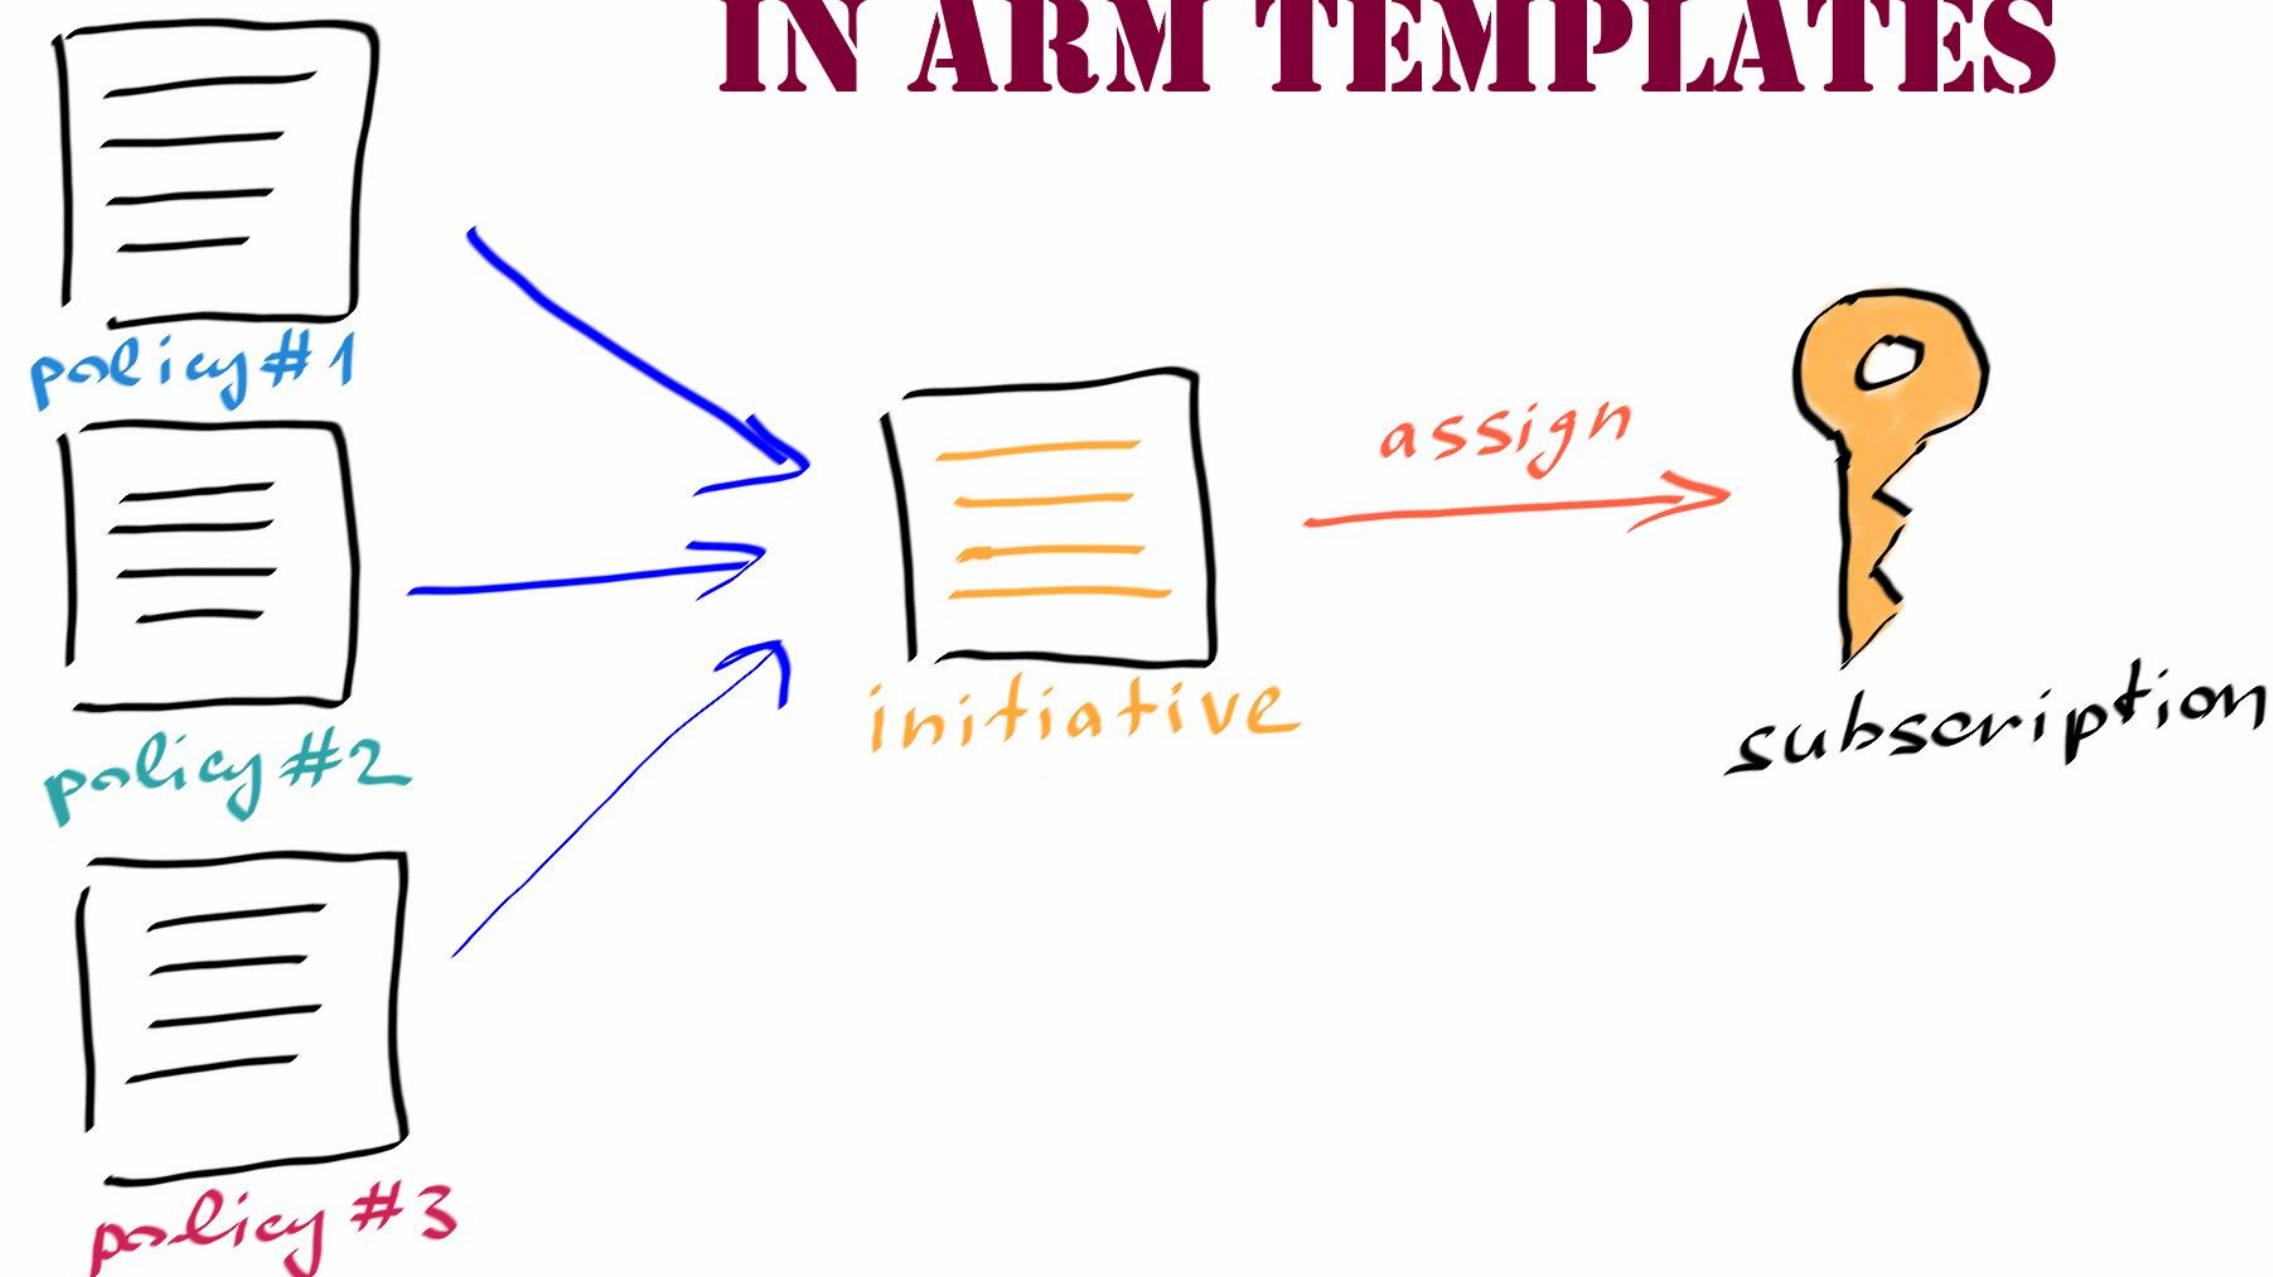 IN ARM TEMPLATES
policy #1
assign
initiative
subscription
policy #2
policy #3